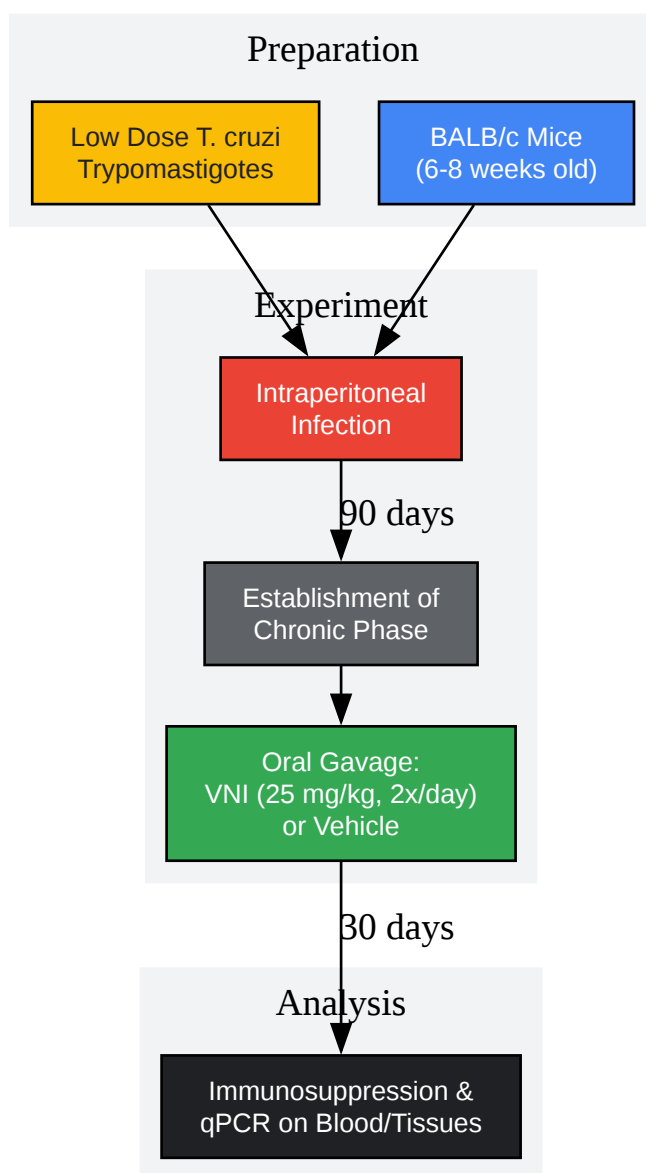 Preparation
Low Dose T. cruzi
Trypomastigotes
BALB/c Mice
(6-8 weeks old)
Experiment
Intraperitoneal
Infection
90 days
Establishment of
Chronic Phase
Oral Gavage:
VNI (25 mg/kg, 2x/day)
or Vehicle
30 days
Analysis
Immunosuppression &
qPCR on Blood/Tissues